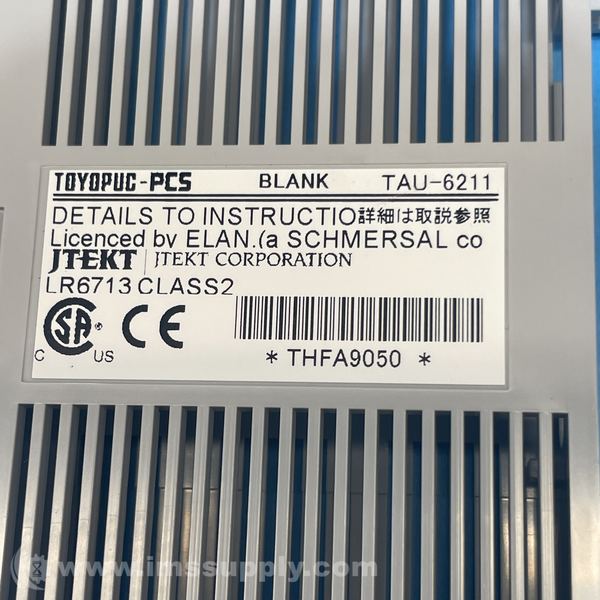 TOYOPUC-PCS BLANK TAU-6211
DETAILS TO INSTRUCTIO詳細は取説参照
Licenced by ELAN.(a SCHMERSAL co
JTEKT JTEKT CORPORATION
LR6713 CLASS2
C SA US CE
* THFA9050 *
www.imssupply.com